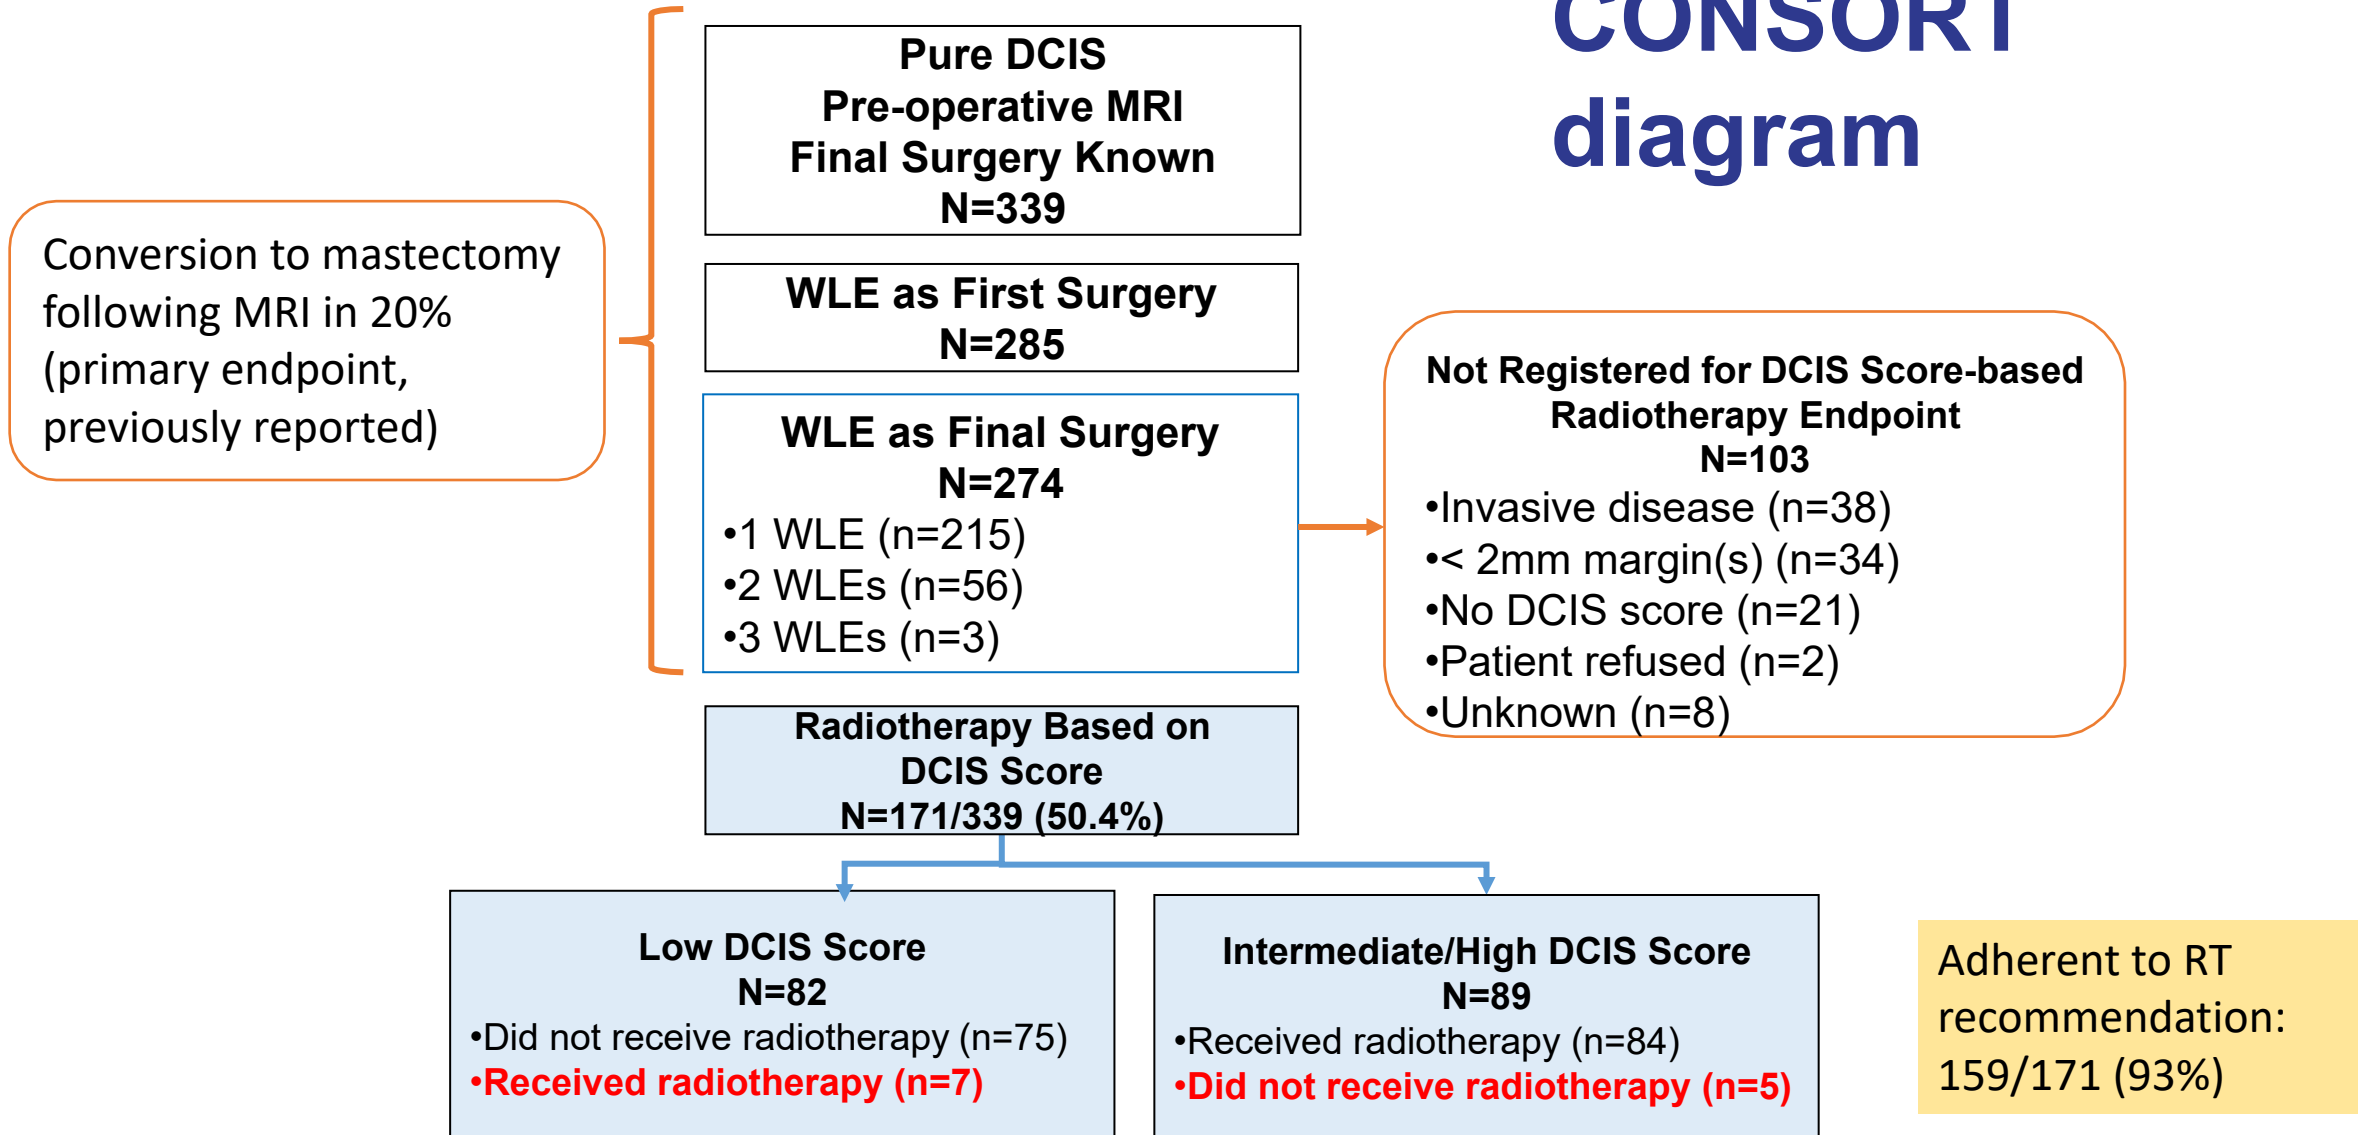 CONSORT
diagram
Pure DCIS
Pre-operative MRI
Final Surgery Known
N=339
Conversion to mastectomy
following MRI in 20%
(primary endpoint,
previously reported)
WLE as First Surgery
N=285
WLE as Final Surgery
N=274
•1 WLE (n=215)
•2 WLEs (n=56)
•3 WLEs (n=3)
Not Registered for DCIS Score-based
Radiotherapy Endpoint
N=103
•Invasive disease (n=38)
•< 2mm margin(s) (n=34)
•No DCIS score (n=21)
•Patient refused (n=2)
•Unknown (n=8)
Radiotherapy Based on
DCIS Score
N=171/339 (50.4%)
Low DCIS Score
N=82
•Did not receive radiotherapy (n=75)
•Received radiotherapy (n=7)
Intermediate/High DCIS Score
N=89
•Received radiotherapy (n=84)
•Did not receive radiotherapy (n=5)
Adherent to RT
recommendation:
159/171 (93%)